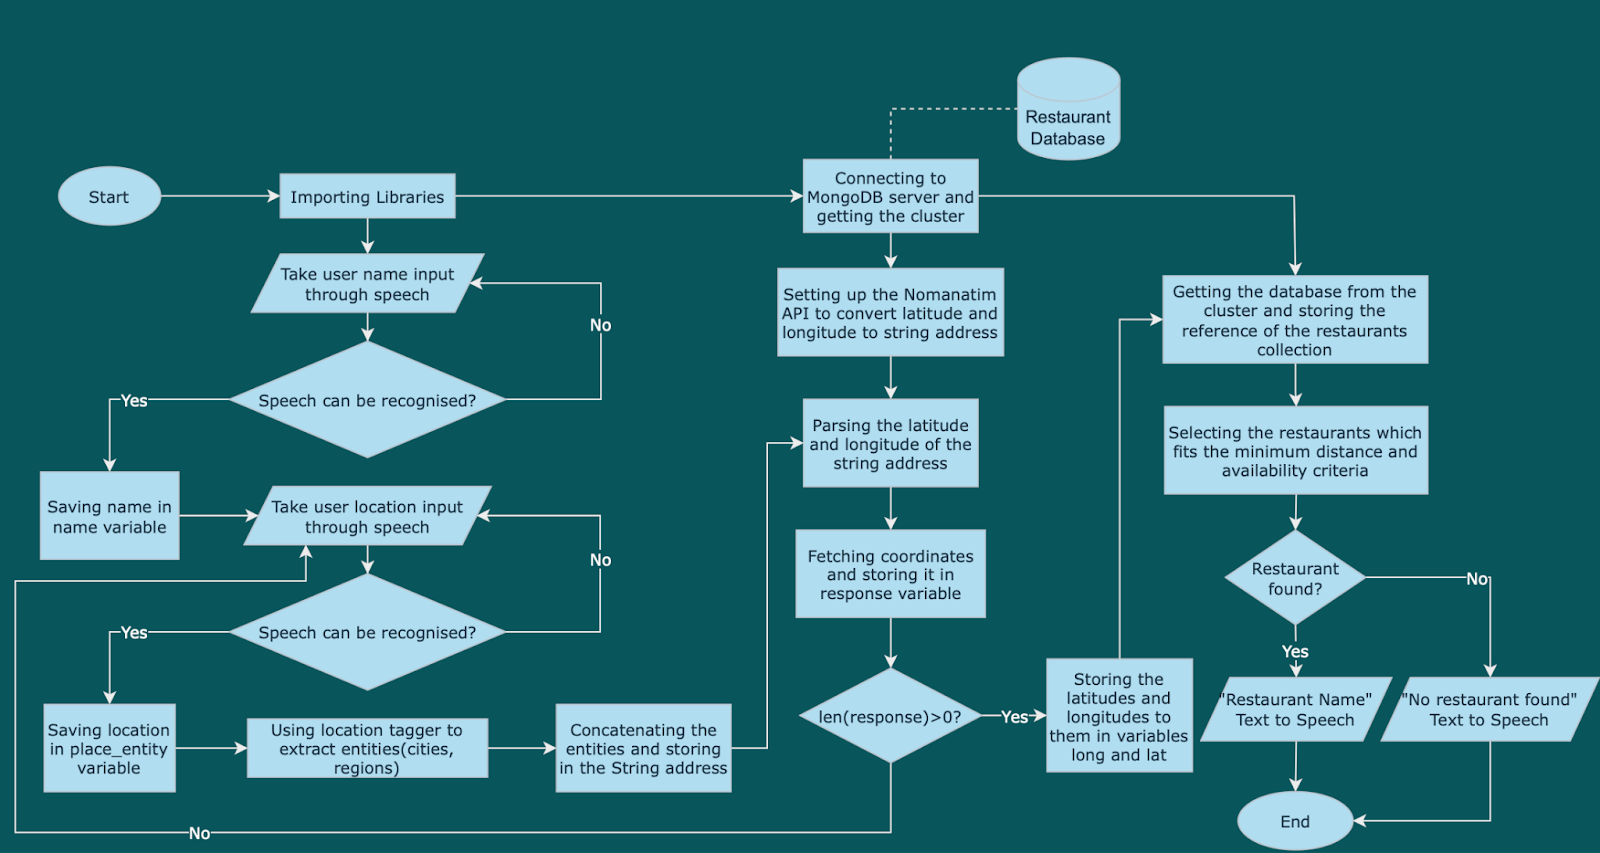 Restaurant
Database
Start
Importing Libraries
Connecting to
MongoDB server and
getting the cluster
Take user name input
through speech
No
Speech can be recognised?
Yes
Saving name in
name variable
Take user location input
through speech
No
Speech can be recognised?
Yes
Saving location
in place_entity
variable
Using location tagger to
extract entities(cities,
regions)
Concatenating the
entities and storing
in the String address
Setting up the Nomanatim
API to convert latitude and
longitude to string address
Parsing the latitude
and longitude of the
string address
Fetching coordinates
and storing it in
response variable
len(response)>0?
No
Yes
Storing the
latitudes and
longitudes to
them in variables
long and lat
Getting the database from the
cluster and storing the
reference of the restaurants
collection
Selecting the restaurants which
fits the minimum distance and
availability criteria
Restaurant
found?
No
Yes
"Restaurant Name"
Text to Speech
"No restaurant found"
Text to Speech
End